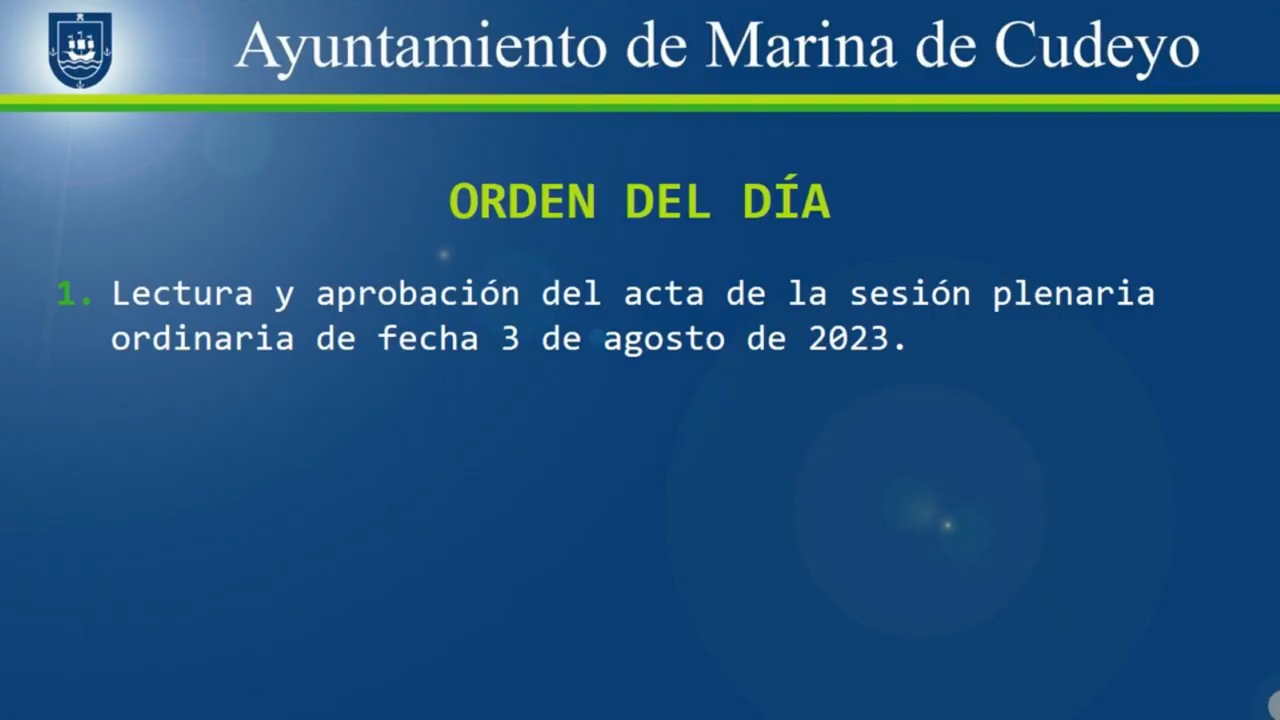 Ayuntamiento de Marina de Cudeyo
ORDEN DEL DÍA
1. Lectura y aprobación del acta de la sesión plenaria
ordinaria de fecha 3 de agosto de 2023.